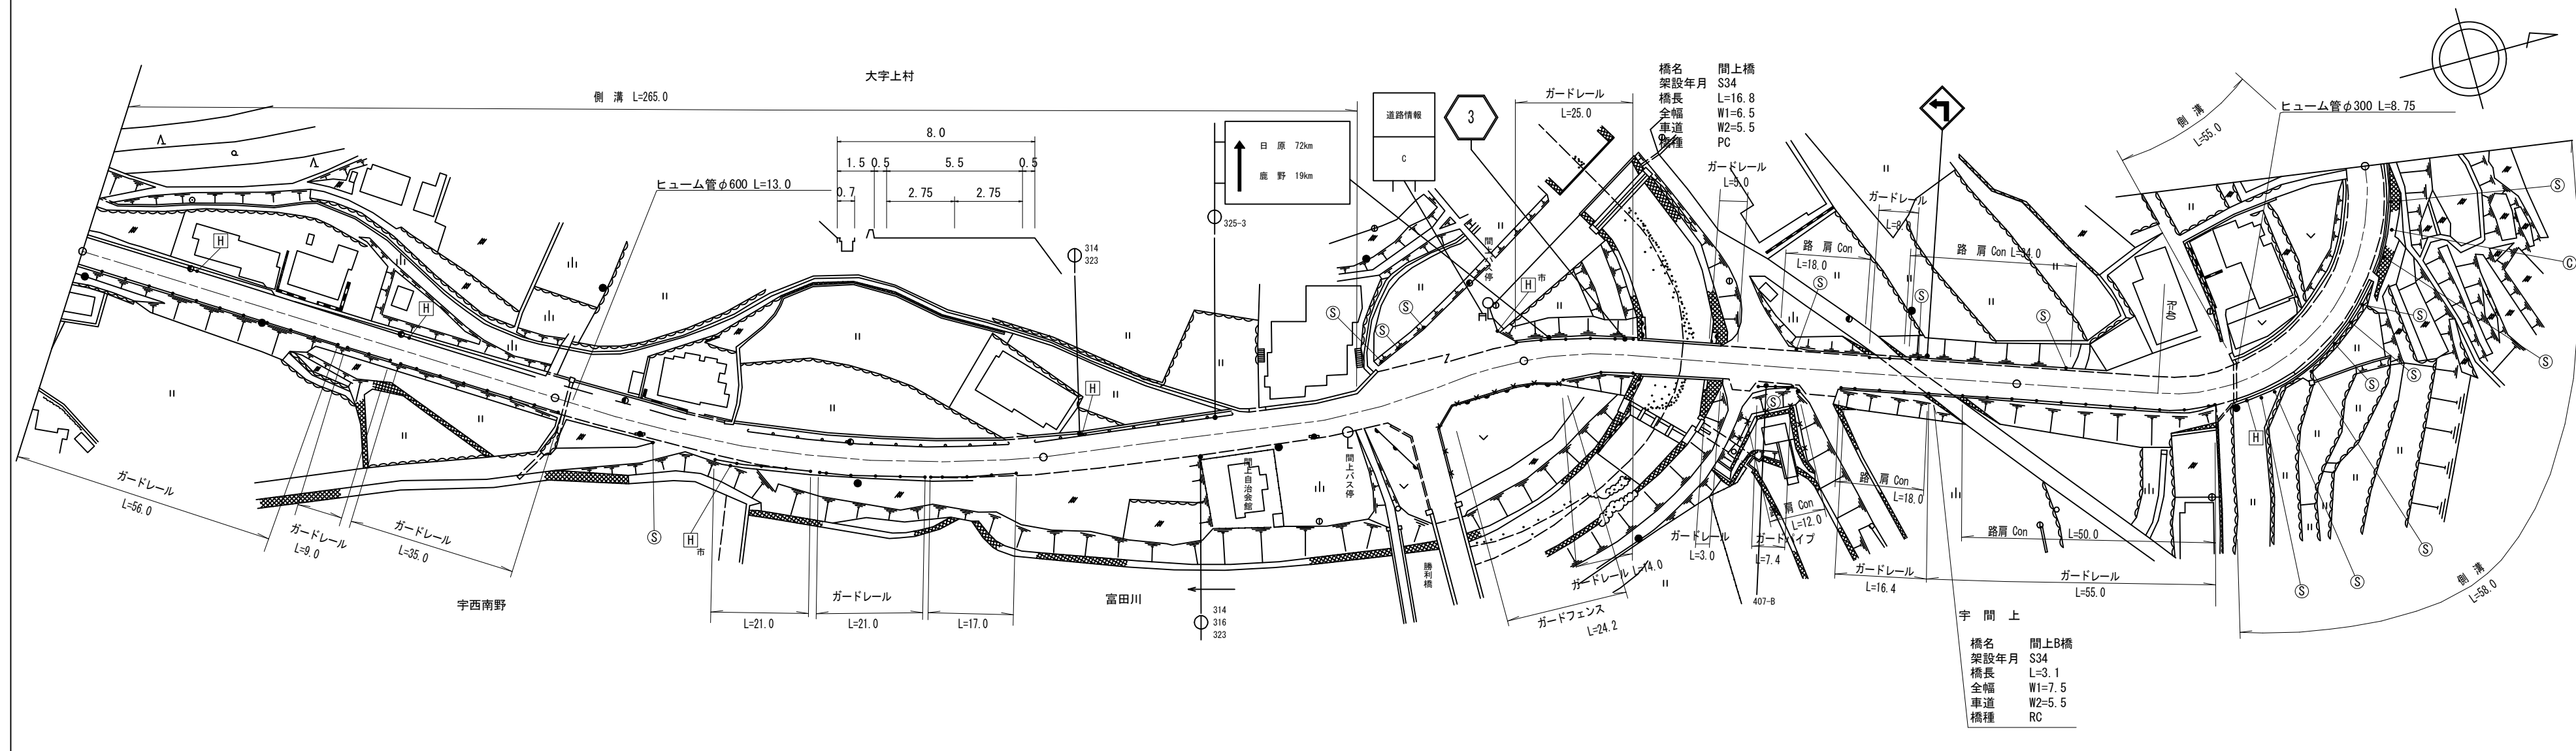 大字上村
側 溝 L=265.0
8.0
1.5 0.5 5.5 0.5
0.7
2.75 2.75
ヒューム管φ600 L=13.0
314
323
325-3
日 原 72km
鹿 野 19km
道路情報
C
3
橋名 間上橋
架設年月 S34
橋長 L=16.8
全幅 W1=6.5
車道 W2=5.5
橋種 PC
ガードレール
L=25.0
ガードレール
L=5.0
ガードレール
L=8.
路 肩 Con
L=18.0
路 肩 Con L=34.0
側 溝
L=55.0
ヒューム管φ300 L=8.75
間上バス停
H
H
H
H
H市
S
S
S
S
S
S
S
C
S
S
S
S
S
R=40
間上バス停
間上自治会館
勝利橋
S
S
H市
H
S
S
S
ガードレール
L=56.0
ガードレール
L=9.0
ガードレール
L=35.0
宇西南野
L=21.0
ガードレール
L=21.0
L=17.0
富田川
314
316
323
ガードレール L=14.0
ガードフェンス
L=24.2
ガードレール
L=3.0
路 肩 Con
L=12.0
ガードパイプ
L=7.4
407-B
路 肩 Con
L=18.0
ガードレール
L=16.4
路肩 Con L=50.0
ガードレール
L=55.0
側 溝
L=58.0
宇 間 上
橋名 間上B橋
架設年月 S34
橋長 L=3.1
全幅 W1=7.5
車道 W2=5.5
橋種 RC